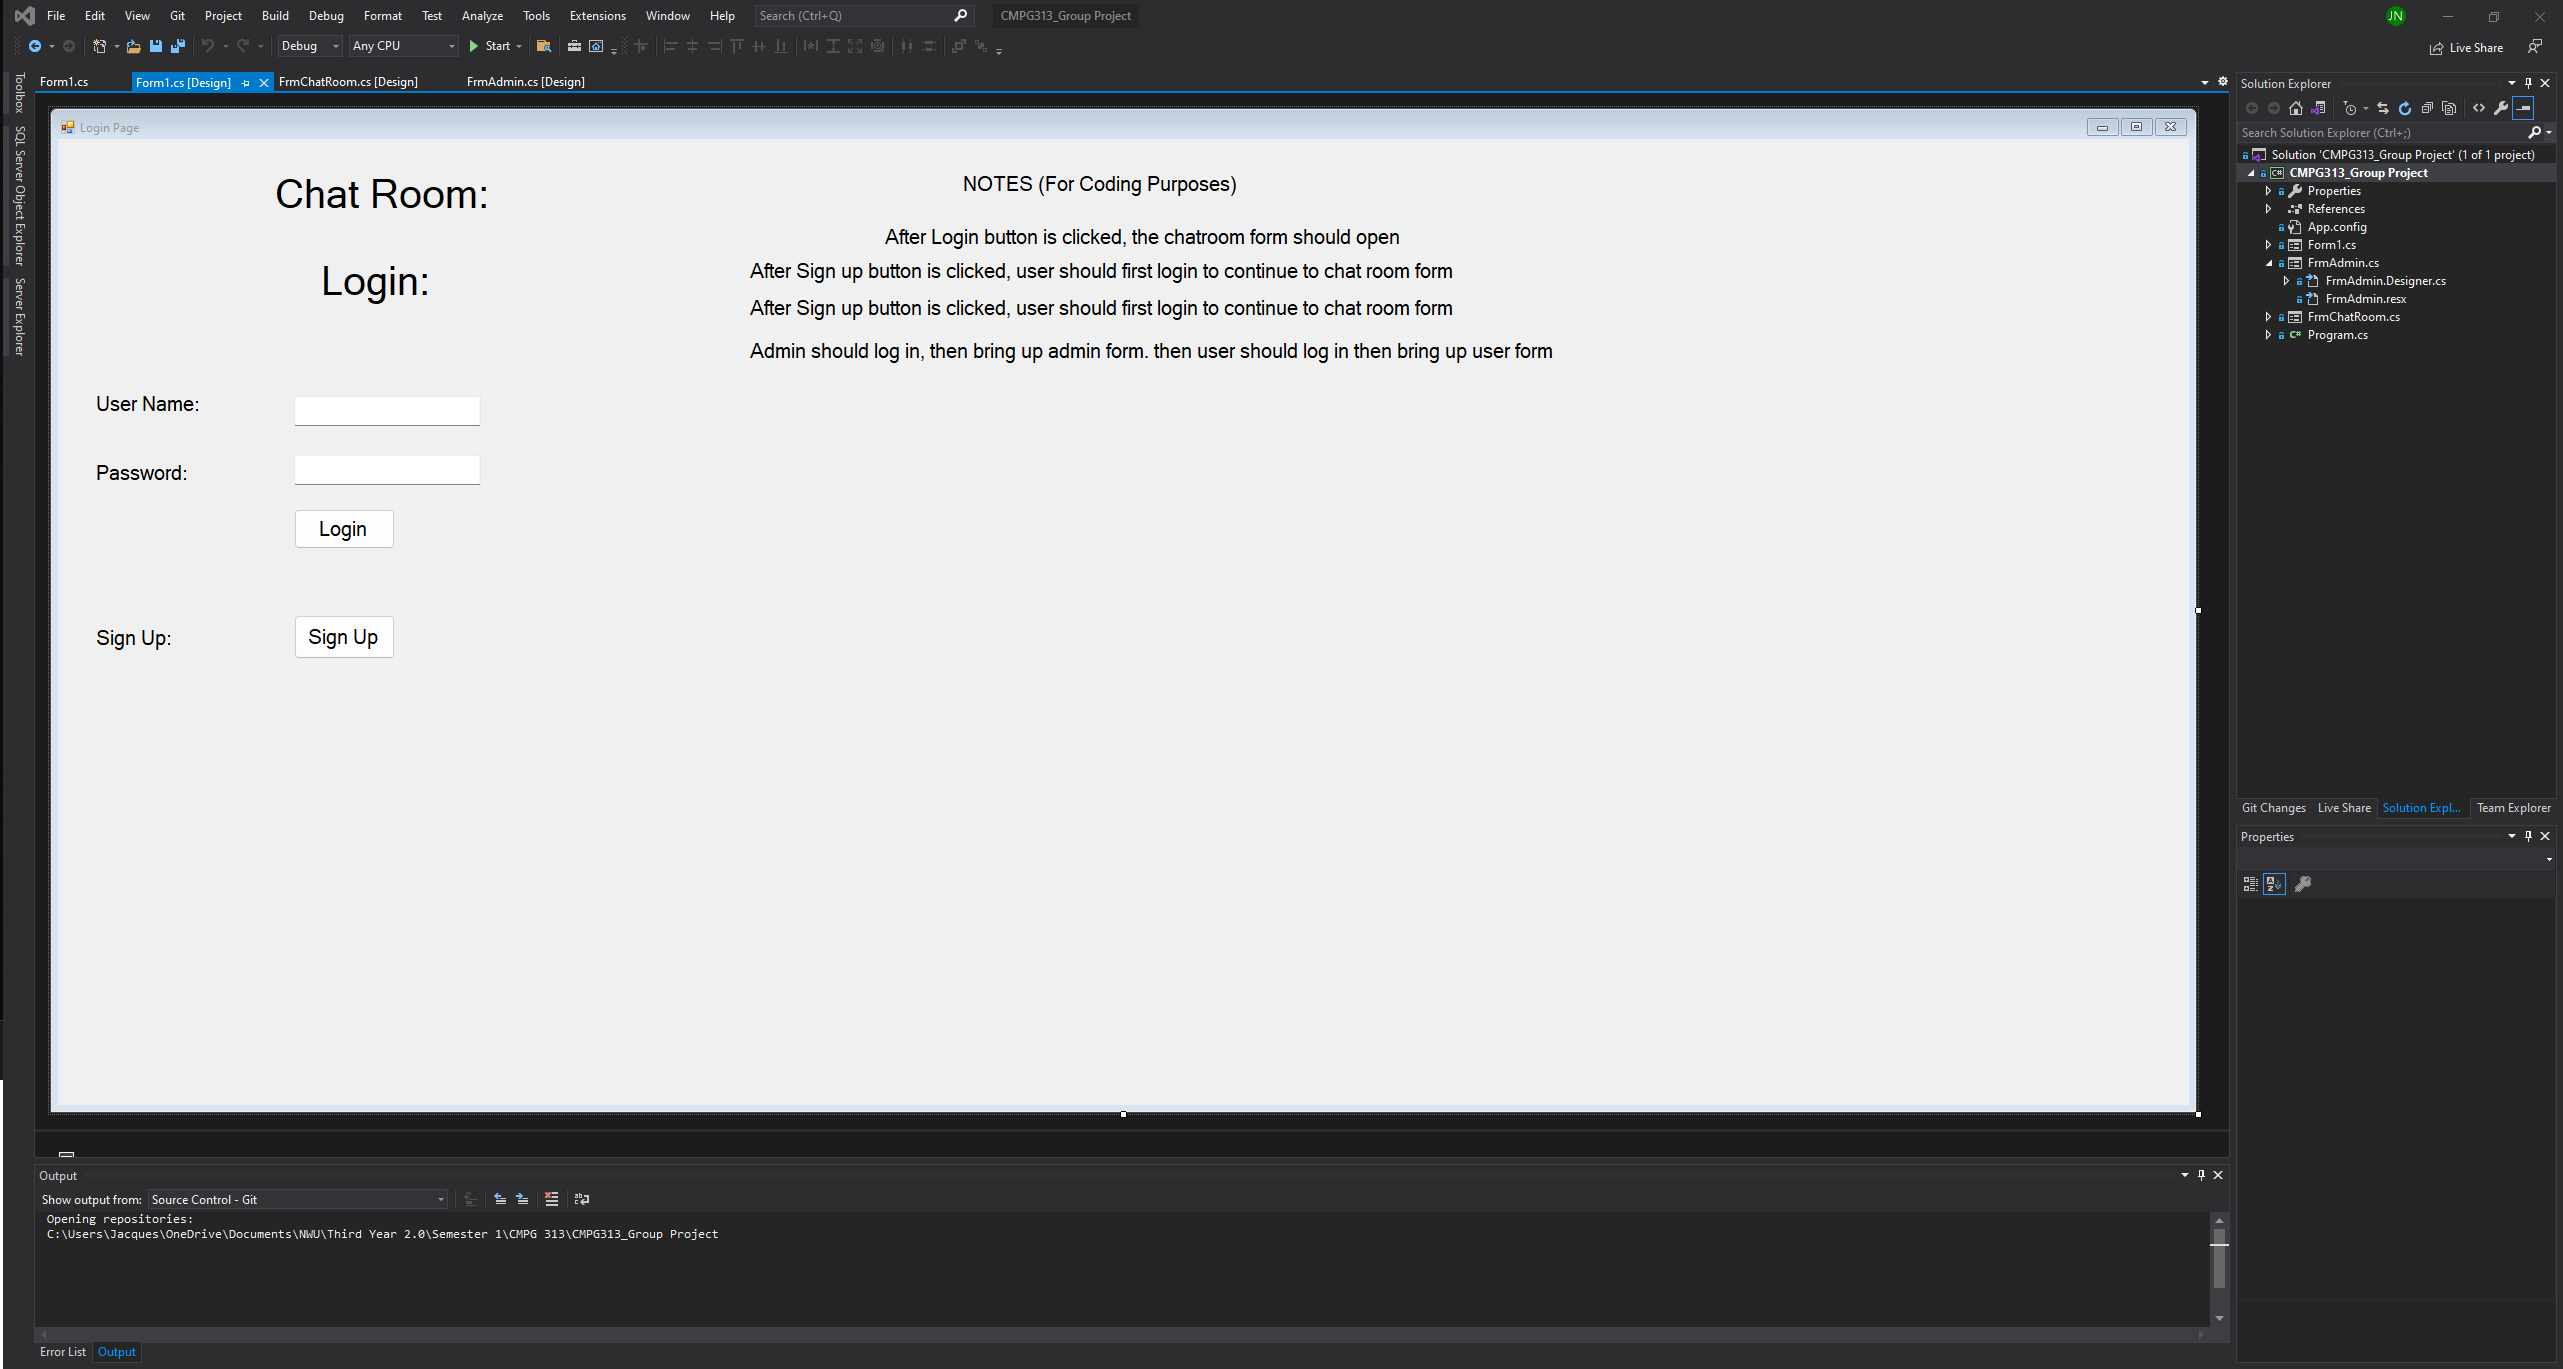 File Edit View Git Project Build Debug Format Test Analyze Tools Extensions Window Help Search (Ctrl+Q) CMPG313_Group Project JN
Debug Any CPU Start Live Share
Form1.cs Form1.cs [Design] FrmChatRoom.cs [Design] FrmAdmin.cs [Design]
Toolbox
SQL Server Object Explorer
Server Explorer
Login Page
Chat Room:
Login:
NOTES (For Coding Purposes)
After Login button is clicked, the chatroom form should open
After Sign up button is clicked, user should first login to continue to chat room form
After Sign up button is clicked, user should first login to continue to chat room form
Admin should log in, then bring up admin form. then user should log in then bring up user form
User Name:
Password:
Login
Sign Up: Sign Up
Solution Explorer
Search Solution Explorer (Ctrl+;)
Solution 'CMPG313_Group Project' (1 of 1 project)
C# CMPG313_Group Project
Properties
References
App.config
Form1.cs
FrmAdmin.cs
FrmAdmin.Designer.cs
FrmAdmin.resx
FrmChatRoom.cs
C# Program.cs
Git Changes Live Share Solution Expl... Team Explorer
Properties
Output
Show output from: Source Control - Git
Opening repositories:
C:\Users\Jacques\OneDrive\Documents\NWU\Third Year 2.0\Semester 1\CMPG 313\CMPG313_Group Project
Error List Output